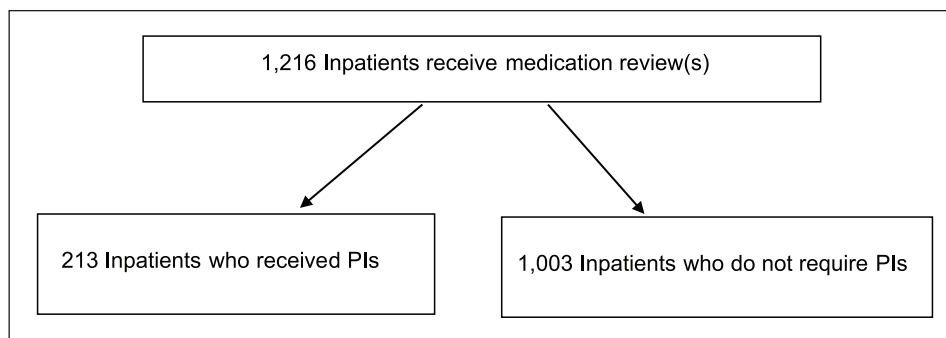 1,216 Inpatients receive medication review(s)
213 Inpatients who received PIs
1,003 Inpatients who do not require PIs